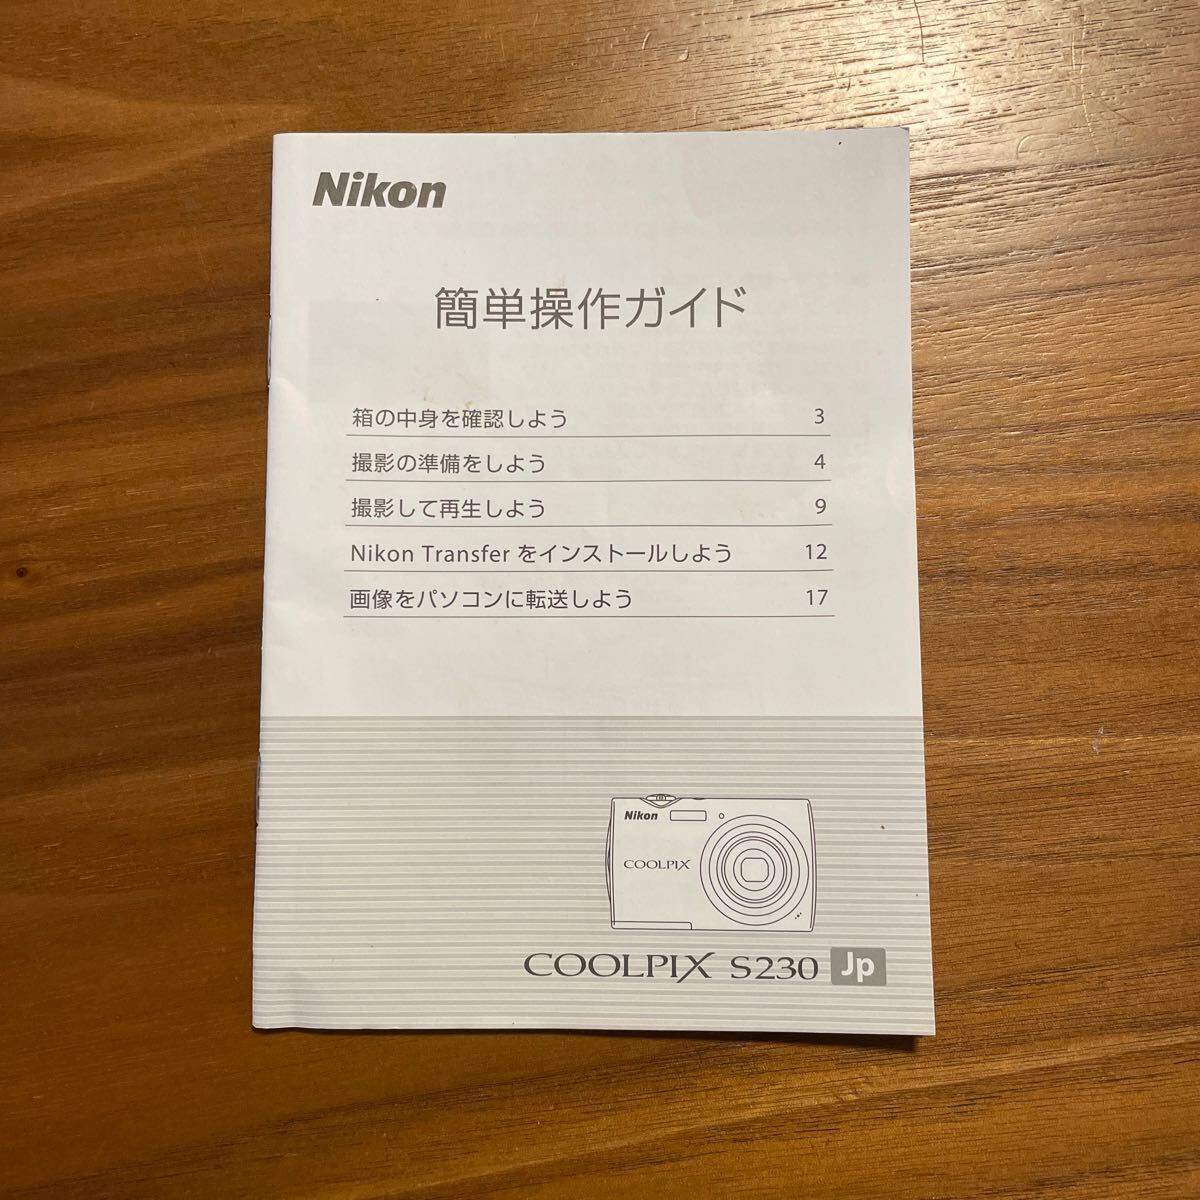 Nikon
簡単操作ガイド
箱の中身を確認しよう 3
撮影の準備をしよう 4
撮影して再生しよう 9
Nikon Transfer をインストールしよう 12
画像をパソコンに転送しよう 17
Nikon
COOLPIX
COOLPIX S230 Jp